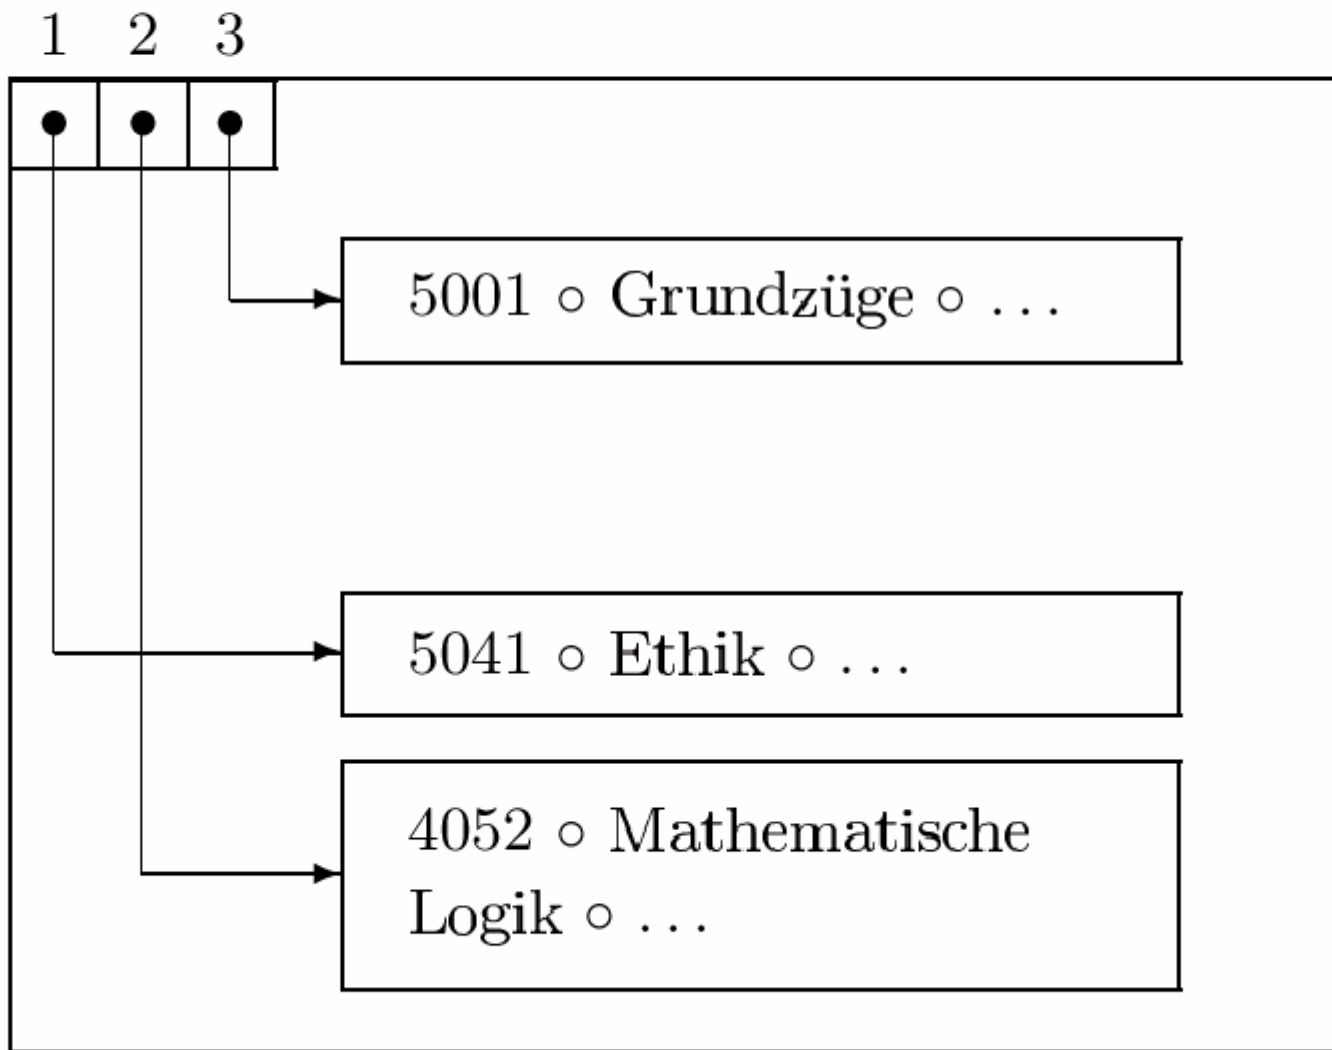 1 2 3
5001 ∘ Grundzüge ∘ ...
5041 ∘ Ethik ∘ ...
4052 ∘ Mathematische
Logik ∘ ...